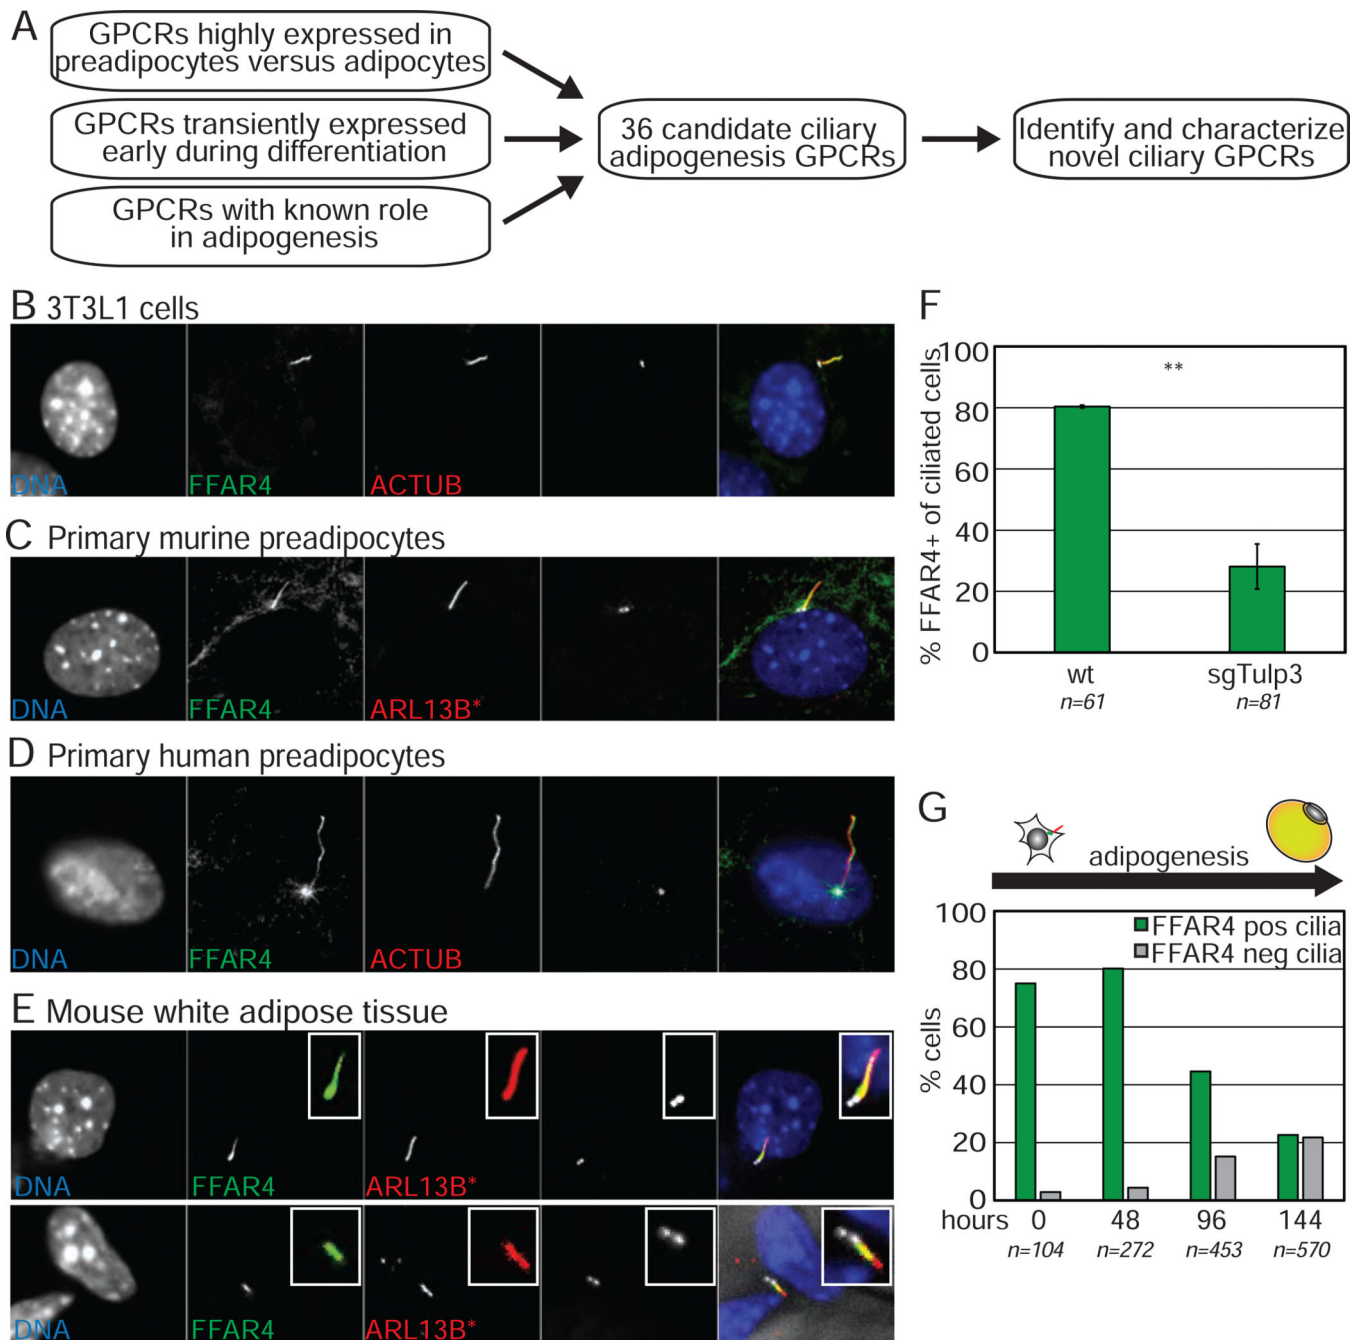 A
GPCRs highly expressed in
preadipocytes versus adipocytes
GPCRs transiently expressed
early during differentiation
GPCRs with known role
in adipogenesis
36 candidate ciliary
adipogenesis GPCRs
Identify and characterize
novel ciliary GPCRs
B 3T3L1 cells
DNA FFAR4 ACTUB
C Primary murine preadipocytes
DNA FFAR4 ARL13B*
D Primary human preadipocytes
DNA FFAR4 ACTUB
E Mouse white adipose tissue
DNA FFAR4 ARL13B*
DNA FFAR4 ARL13B*
F
% FFAR4+ of ciliated cells
100
80
60
40
20
0
**
wt sgTulp3
n=61 n=81
G
adipogenesis
% cells
100
80
60
40
20
0
FFAR4 pos cilia
FFAR4 neg cilia
hours 0 48 96 144
n=104 n=272 n=453 n=570